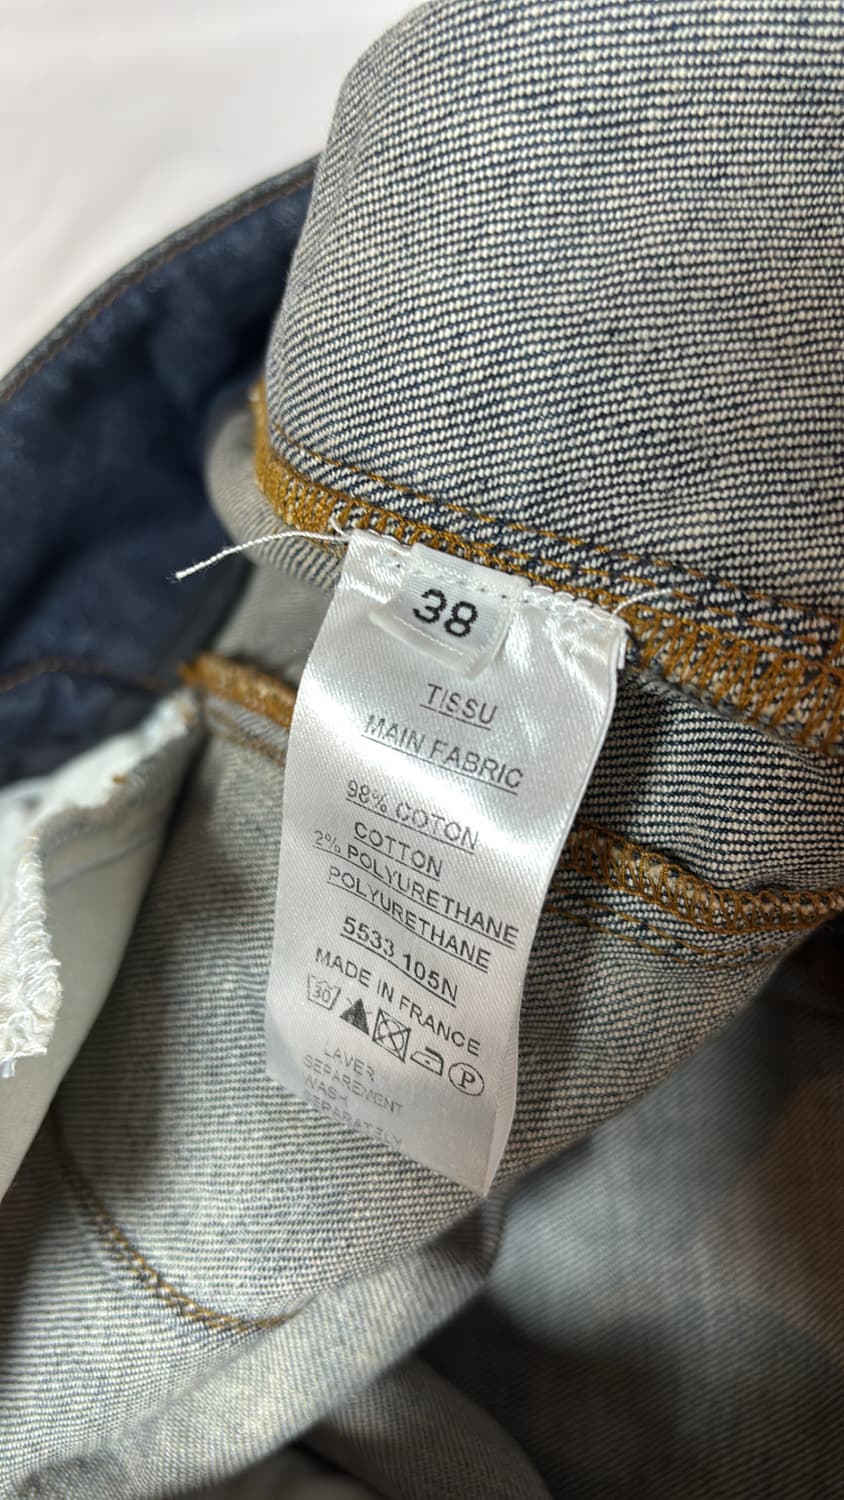 38
TISSU
MAIN FABRIC
98% COTON
COTTON
2% POLYURETHANE
POLYURETHANE
5533 105N
MADE IN FRANCE
30
P
LAVER
SEPAREMENT
WASH
SEPARATELY